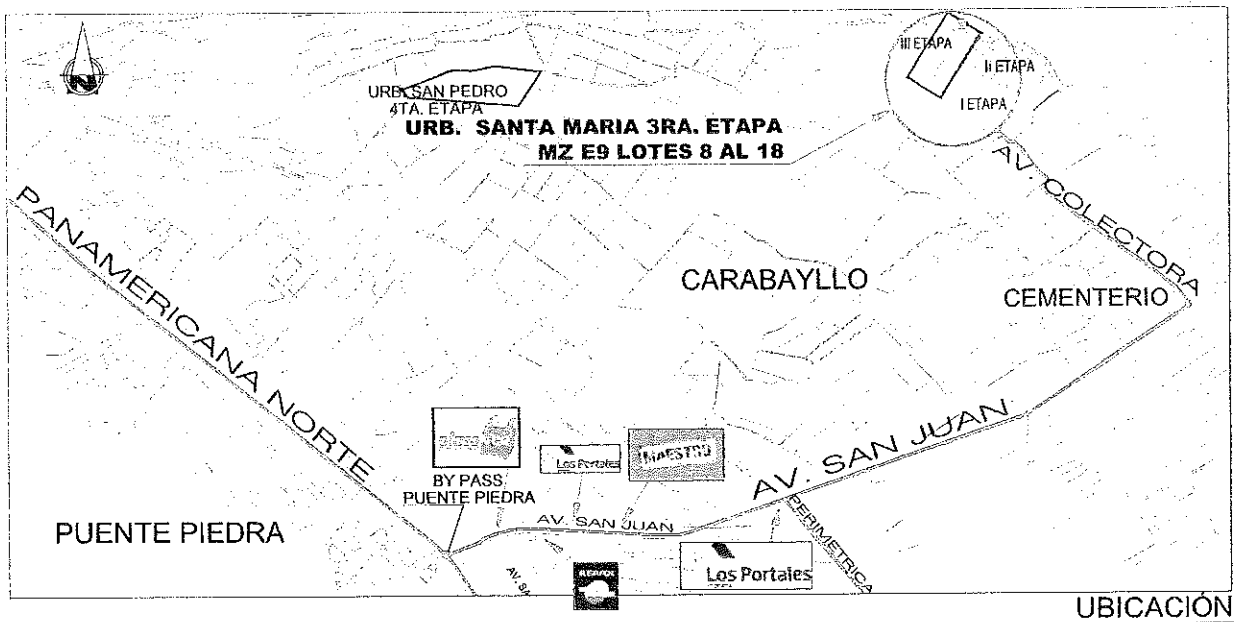 N
III ETAPA
II ETAPA
I ETAPA
URB. SAN PEDRO
4TA. ETAPA
URB. SANTA MARIA 3RA. ETAPA
MZ E9 LOTES 8 AL 18
AV. COLECTORA
PANAMERICANA NORTE
CARABAYLLO
CEMENTERIO
AV. SAN JUAN
Los Portales
MAESTRO
BY PASS
PUENTE PIEDRA
AV. SAN JUAN
PUENTE PIEDRA
PERIMETRICA
Los Portales
UBICACIÓN